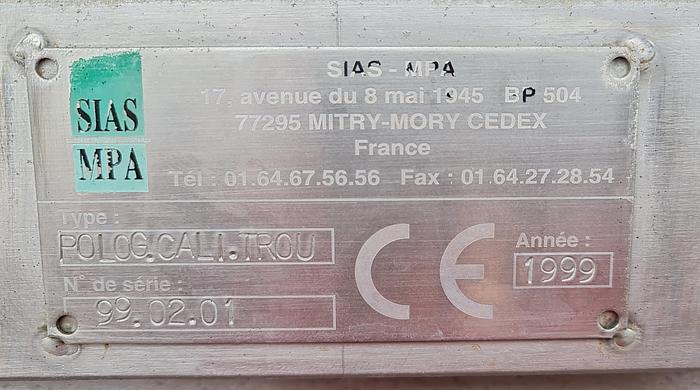 SIAS
MPA
SIAS - MPA
17, avenue du 8 mai 1945 BP 504
77295 MITRY-MORY CEDEX
France
Tél : 01.64.67.56.56 Fax : 01.64.27.28.54
Type :
POLOG.CALI.TROU
N° de série :
99.02.01
CE
Année :
1999